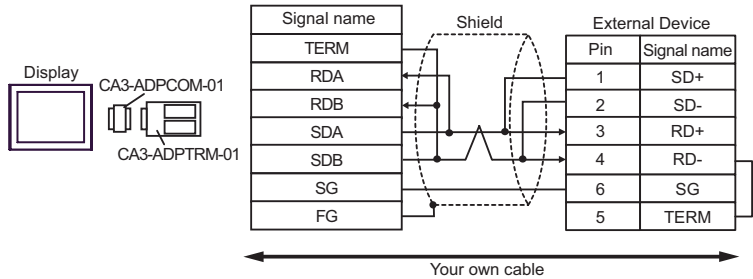 Display
CA3-ADPCOM-01
CA3-ADPTRM-01
Signal name
TERM
RDA
RDB
SDA
SDB
SG
FG
Shield
External Device
Pin Signal name
1 SD+
2 SD-
3 RD+
4 RD-
6 SG
5 TERM
Your own cable